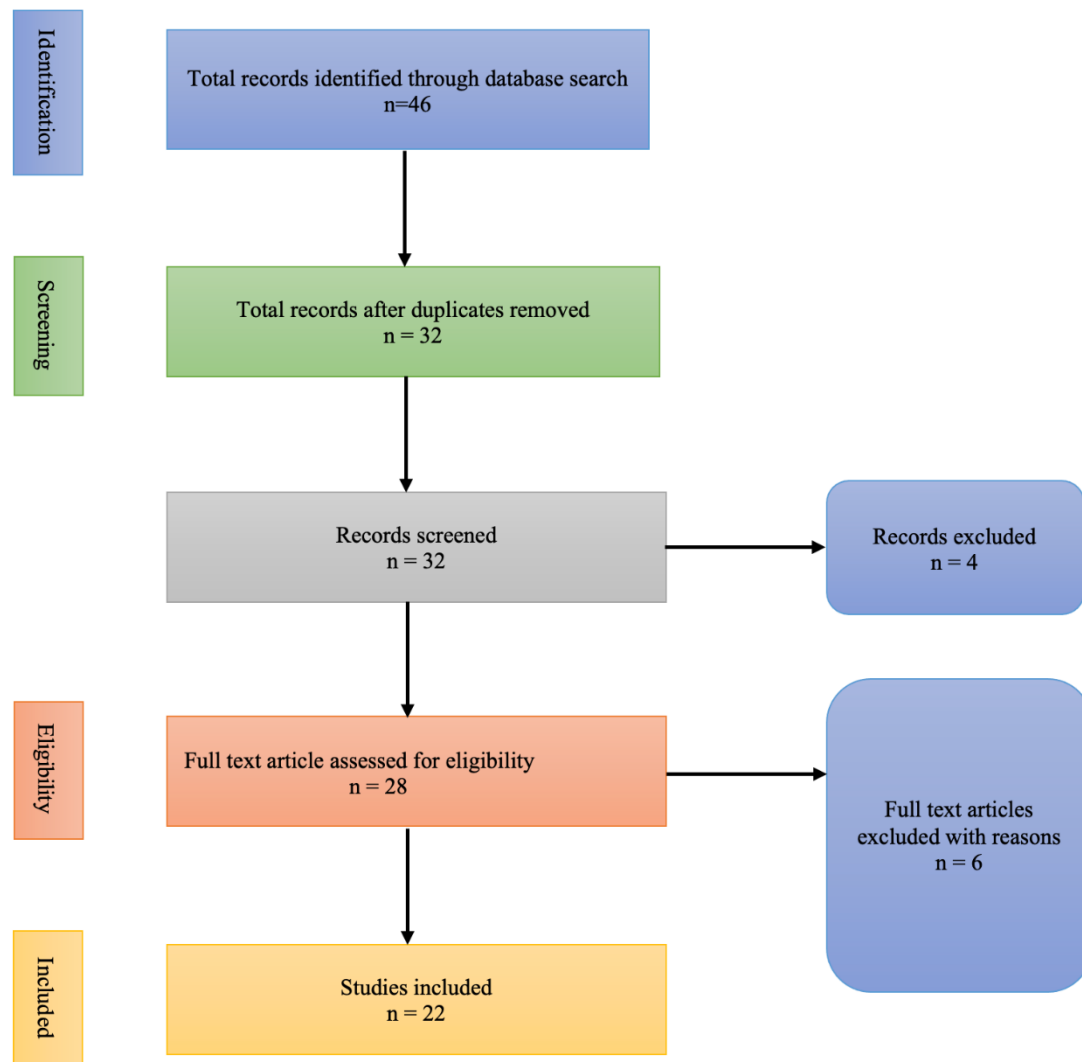 Identification
Total records identified through database search
n=46
Screening
Total records after duplicates removed
n = 32
Records screened
n = 32
Records excluded
n = 4
Eligibility
Full text article assessed for eligibility
n = 28
Full text articles
excluded with reasons
n = 6
Included
Studies included
n = 22